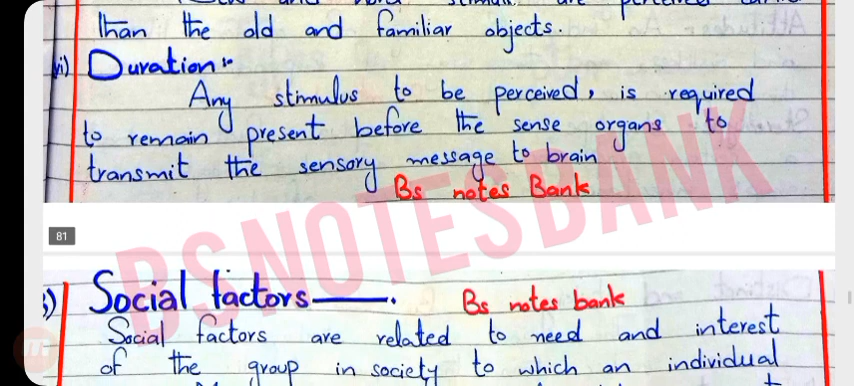 than the old and familiar objects.
vi) Duration:-
Any stimulus to be perceived, is required
to remain present before the sense organs to
transmit the sensory message to brain
Bs notes Bank
BSNOTESBANK
81
Social factors——.
Bs notes bank
Social factors are related to need and interest
of the group in society to which an individual